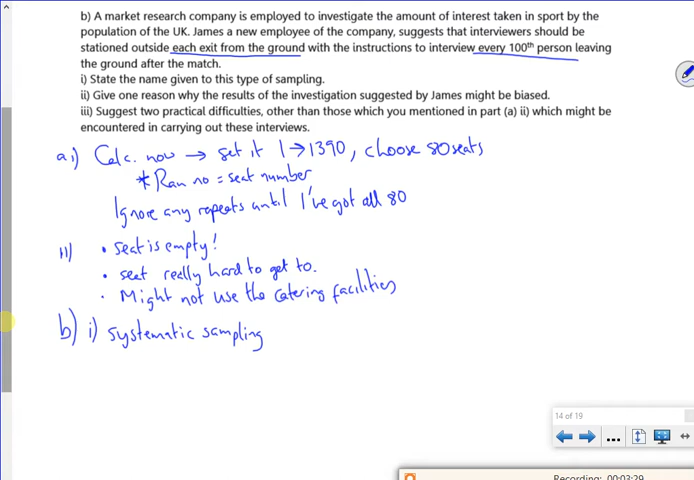 b) A market research company is employed to investigate the amount of interest taken in sport by the
population of the UK. James a new employee of the company, suggests that interviewers should be
stationed outside each exit from the ground with the instructions to interview every 100th person leaving
the ground after the match.
i) State the name given to this type of sampling.
ii) Give one reason why the results of the investigation suggested by James might be biased.
iii) Suggest two practical difficulties, other than those which you mentioned in part (a) ii) which might be
encountered in carrying out these interviews.
a i) Calc. now → set it 1 → 1390, choose 80 seats
* Ran no = seat number
Ignore any repeats until I've got all 80
ii) • seat is empty!
• seat really hard to get to.
• Might not use the catering facilities
b) i) systematic sampling
14 of 19
...
Recording: 00:03:29